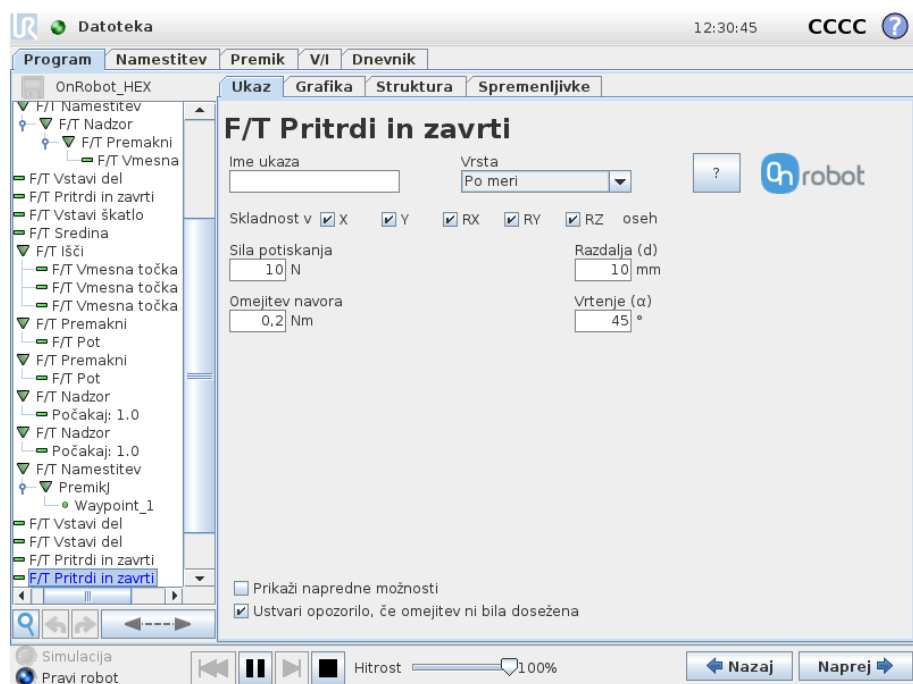 Datoteka
12:30:45
CCCC
?
Program
Namestitev
Premik
V/I
Dnevnik
OnRobot_HEX
Ukaz
Grafika
Struktura
Spremenljivke
F/T Namestitev
F/T Nadzor
F/T Premakni
F/T Vmesna
F/T Vstavi del
F/T Pritrdi in zavrti
F/T Vstavi škatlo
F/T Sredina
F/T Išči
F/T Vmesna točka
F/T Vmesna točka
F/T Vmesna točka
F/T Premakni
F/T Pot
F/T Premakni
F/T Pot
F/T Nadzor
Počakaj: 1.0
F/T Nadzor
Počakaj: 1.0
F/T Namestitev
PremikJ
Waypoint_1
F/T Vstavi del
F/T Vstavi del
F/T Pritrdi in zavrti
F/T Pritrdi in zavrti
F/T Pritrdi in zavrti
Ime ukaza
Vrsta
Po meri
?
On robot
Skladnost v X Y RX RY RZ oseh
Sila potiskanja
10 N
Razdalja (d)
10 mm
Omejitev navora
0,2 Nm
Vrtenje (α)
45 °
Prikaži napredne možnosti
Ustvari opozorilo, če omejitev ni bila dosežena
Simulacija
Pravi robot
Hitrost
100%
Nazaj
Naprej